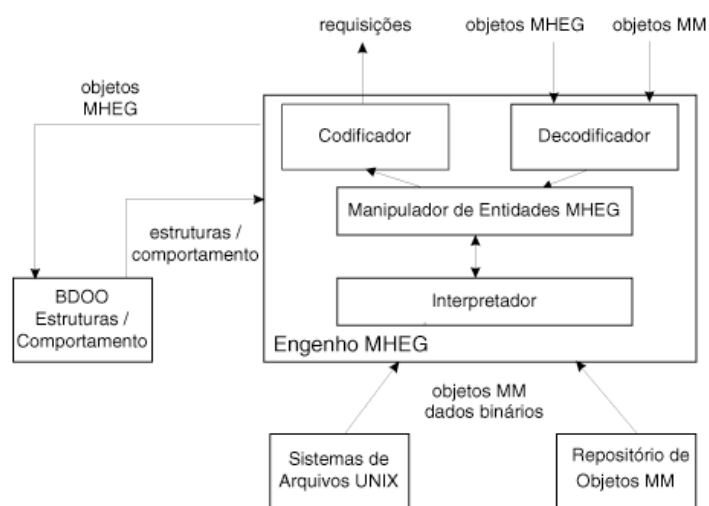 requisições
objetos MHEG
objetos MM
objetos
MHEG
Codificador
Decodificador
Manipulador de Entidades MHEG
estruturas /
comportamento
BDOO
Estruturas /
Comportamento
Interpretador
Engenho MHEG
objetos MM
dados binários
Sistemas de
Arquivos UNIX
Repositório de
Objetos MM